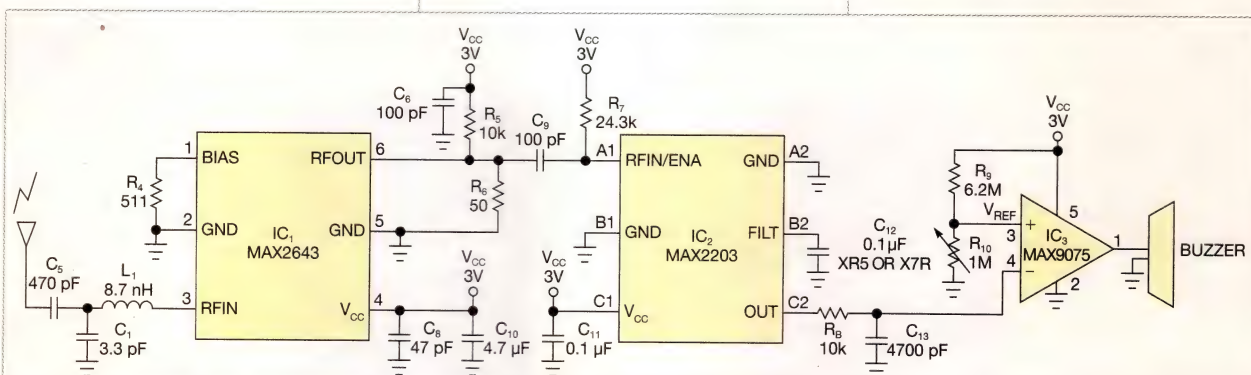 VCC
3V
C6
100 pF
R5
10k
C9
100 pF
VCC
3V
R7
24.3k
1
BIAS
RFOUT
6
R4
511
2
GND
GND
5
R6
50
IC1
MAX2643
C5
470 pF
L1
8.7 nH
3
RFIN
VCC
4
C1
3.3 pF
C8
47 pF
VCC
3V
C10
4.7 µF
A1
RFIN/ENA
GND
A2
B1
GND
FILT
B2
IC2
MAX2203
C12
0.1 µF
XR5 OR X7R
VCC
3V
C11
0.1 µF
C1
VCC
OUT
C2
R8
10k
C13
4700 pF
VCC
3V
R9
6.2M
VREF
R10
1M
+
3
4
−
5
IC3
MAX9075
1
2
BUZZER